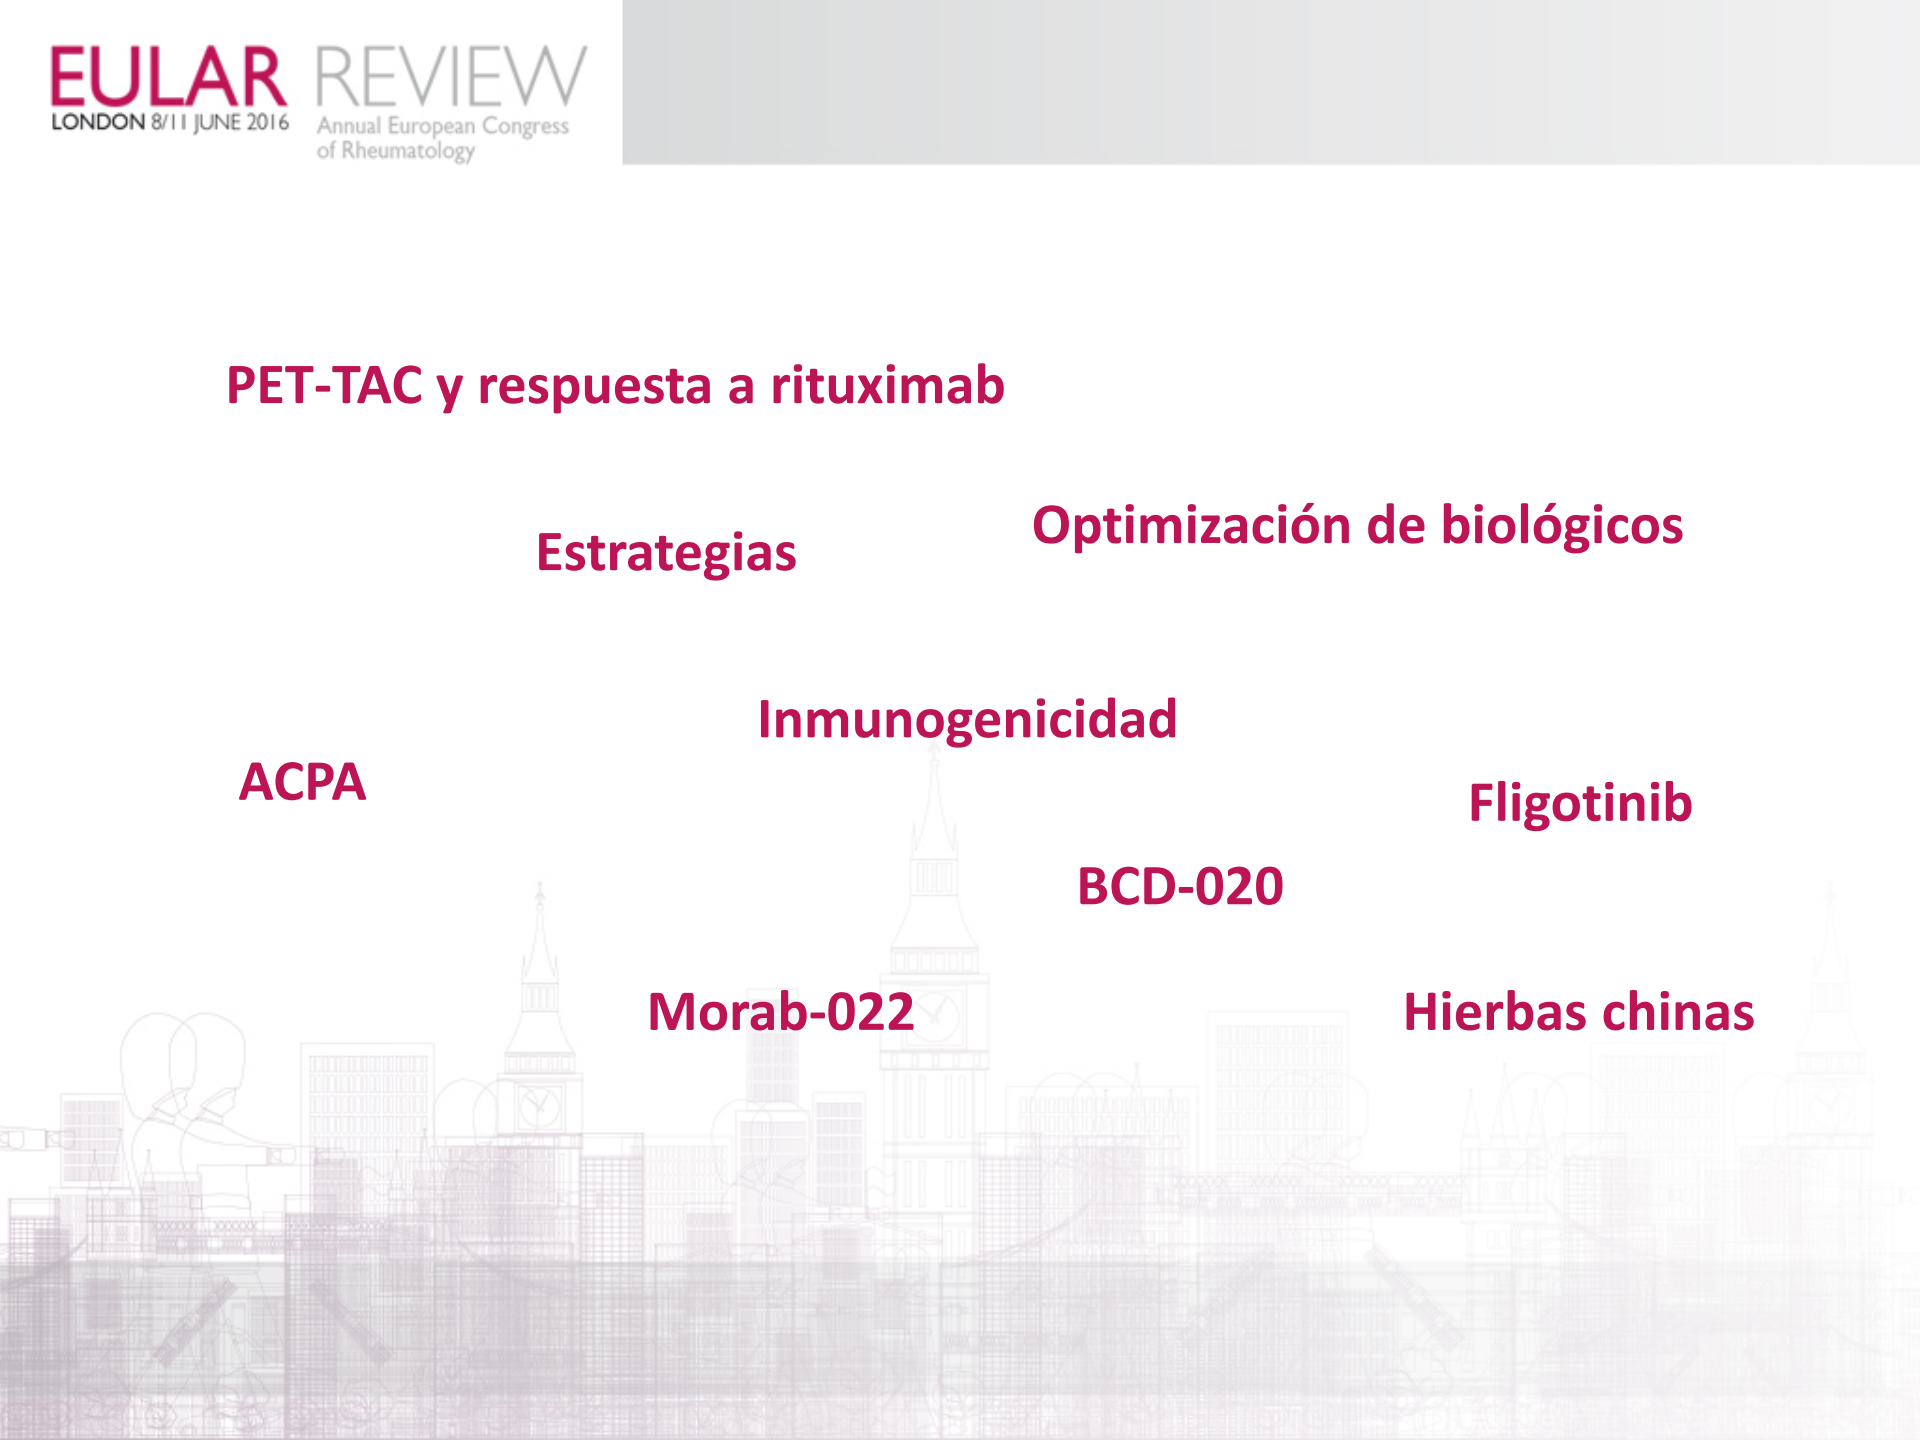 EULAR REVIEW
LONDON 8/11 JUNE 2016
Annual European Congress
of Rheumatology
PET-TAC y respuesta a rituximab
Optimización de biológicos
Estrategias
Inmunogenicidad
ACPA
Fligotinib
BCD-020
Morab-022
Hierbas chinas